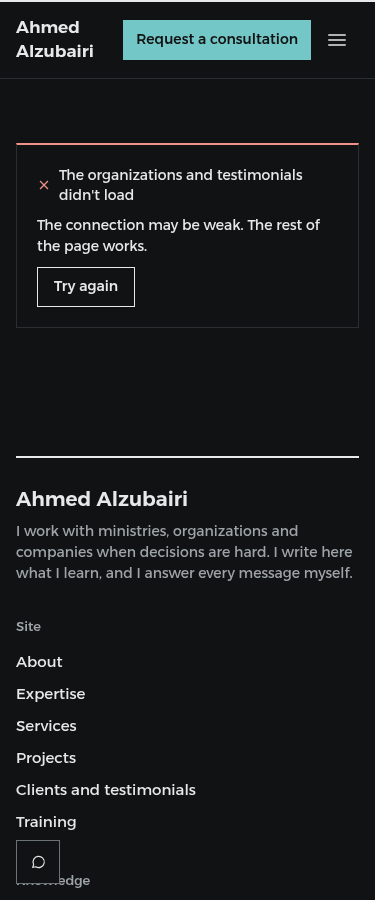 Ahmed
Alzubairi
Request a consultation
The organizations and testimonials
didn't load
The connection may be weak. The rest of
the page works.
Try again
Ahmed Alzubairi
I work with ministries, organizations and
companies when decisions are hard. I write here
what I learn, and I answer every message myself.
Site
About
Expertise
Services
Projects
Clients and testimonials
Training